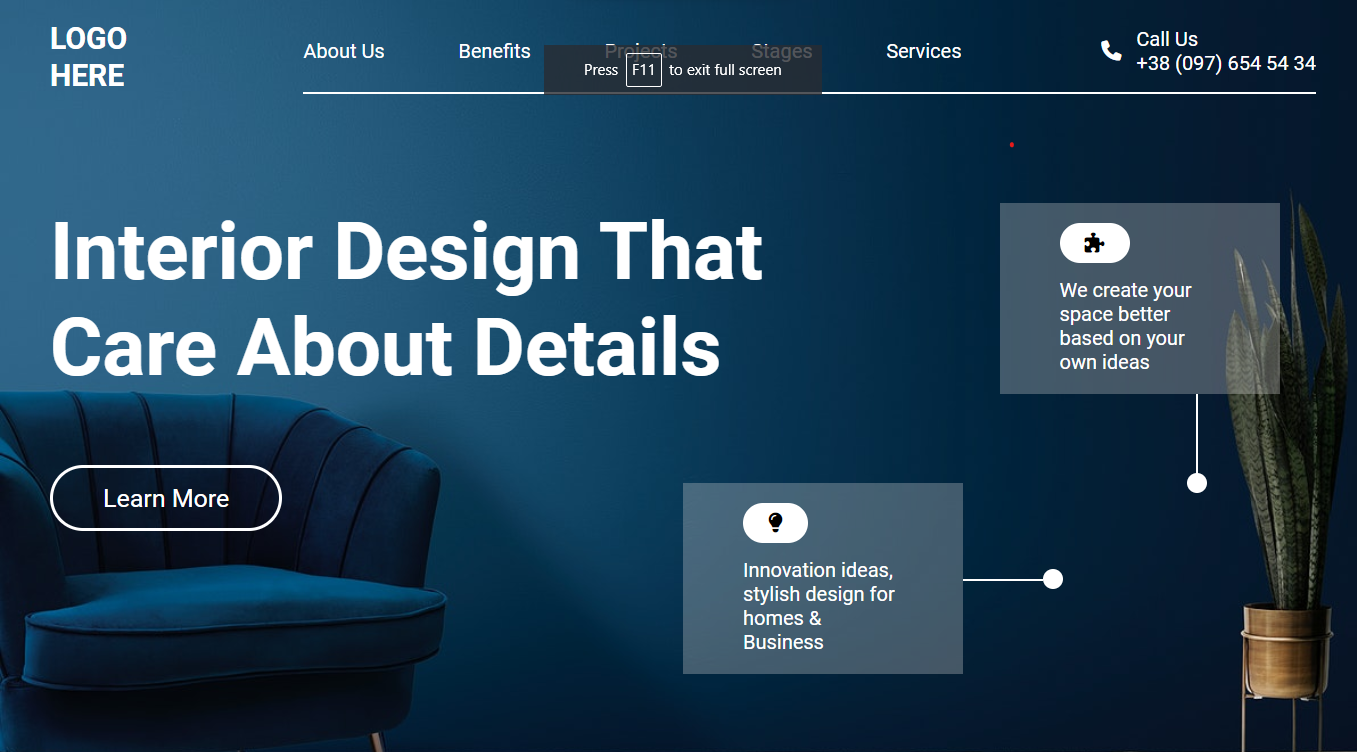 LOGO
HERE
About Us
Benefits
Projects
Stages
Services
Call Us
+38 (097) 654 54 34
Press F11 to exit full screen
Interior Design That
Care About Details
Learn More
We create your
space better
based on your
own ideas
Innovation ideas,
stylish design for
homes &
Business